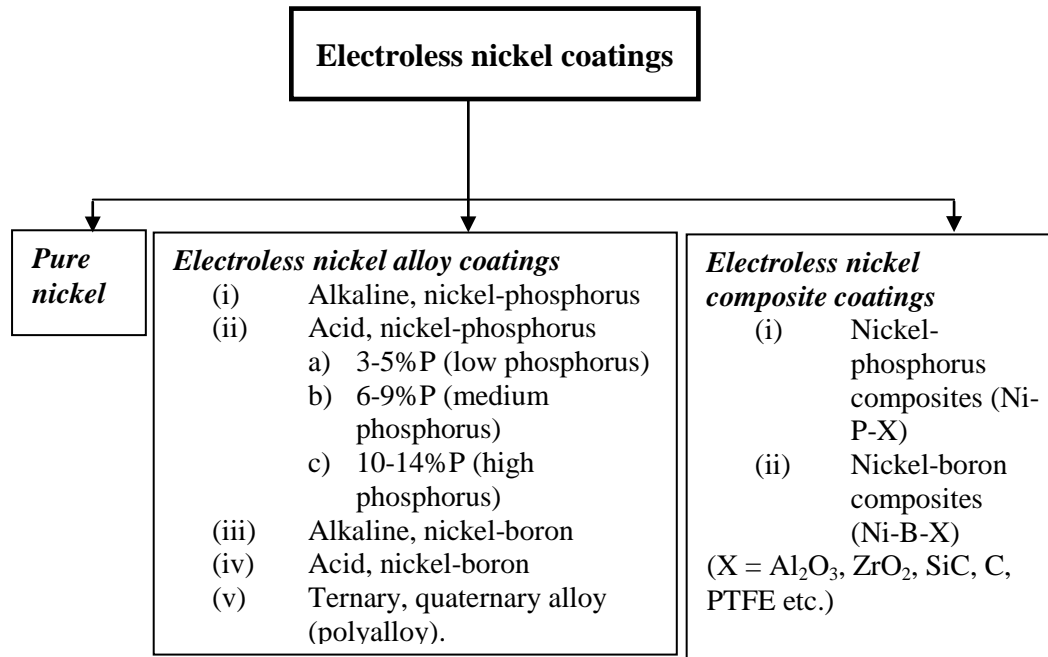 Electroless nickel coatings
Pure
nickel
Electroless nickel alloy coatings
(i) Alkaline, nickel-phosphorus
(ii) Acid, nickel-phosphorus
a) 3-5%P (low phosphorus)
b) 6-9%P (medium
phosphorus)
c) 10-14%P (high
phosphorus)
(iii) Alkaline, nickel-boron
(iv) Acid, nickel-boron
(v) Ternary, quaternary alloy
(polyalloy).
Electroless nickel
composite coatings
(i) Nickel-
phosphorus
composites (Ni-
P-X)
(ii) Nickel-boron
composites
(Ni-B-X)
(X = Al₂O₃, ZrO₂, SiC, C,
PTFE etc.)